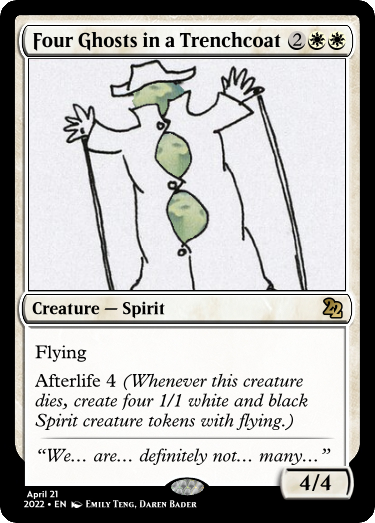 Four Ghosts in a Trenchcoat 2
Creature — Spirit
Flying
Afterlife 4 (Whenever this creature
dies, create four 1/1 white and black
Spirit creature tokens with flying.)
“We… are… definitely not… many…”
4/4
April 21
2022 • EN Emily Teng, Daren Bader